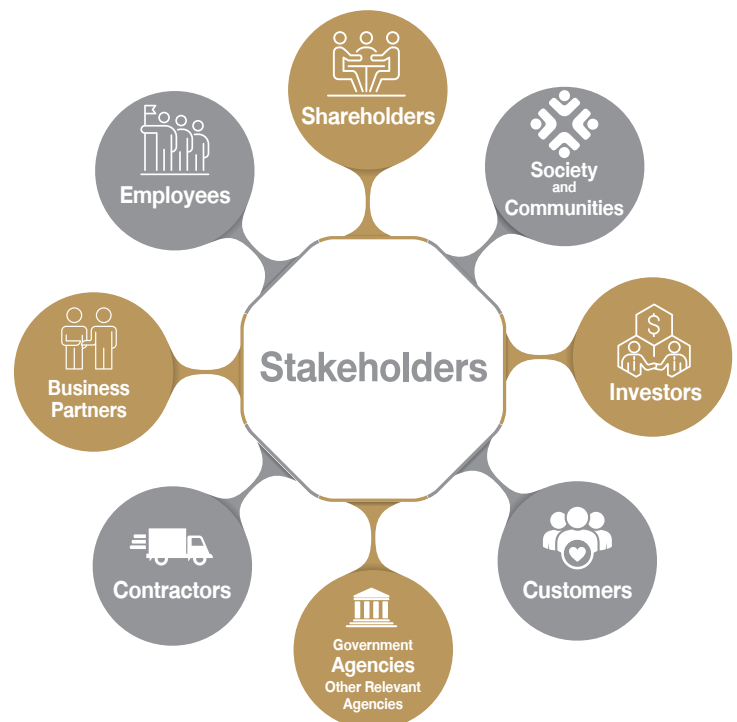 Shareholders
Society
and
Communities
Employees
$
Investors
Stakeholders
Business
Partners
Contractors
Customers
Government
Agencies
Other Relevant
Agencies